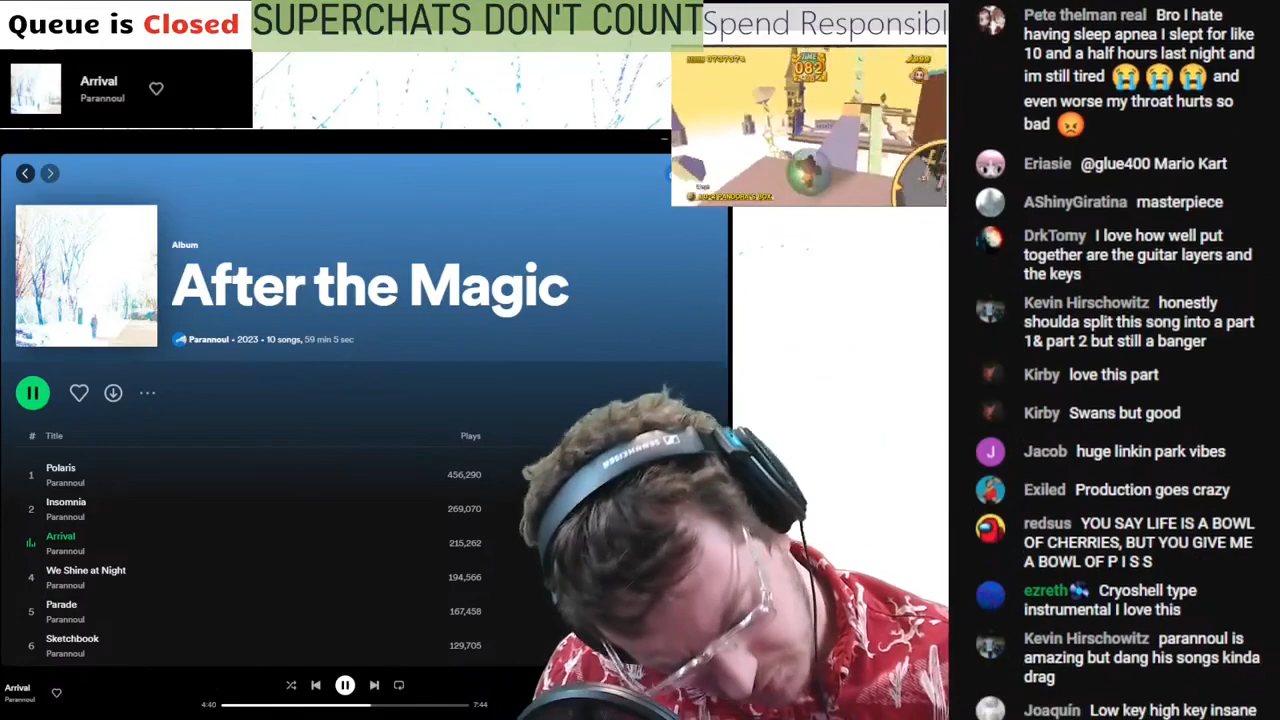 Queue is Closed
SUPERCHATS DON'T COUNT
Spend Responsibl
Arrival
Parannoul
TIME
082
Album
After the Magic
Parannoul • 2023 • 10 songs, 59 min 5 sec
# Title Plays
1 Polaris 456,290
Parannoul
2 Insomnia 269,070
Parannoul
Arrival 215,262
Parannoul
4 We Shine at Night 194,566
Parannoul
5 Parade 167,458
Parannoul
6 Sketchbook 129,705
Parannoul
SENNHEISER
Arrival
Parannoul
4:40 7:44
Pete thelman real Bro I hate
having sleep apnea I slept for like
10 and a half hours last night and
im still tired 😭 😭 😭 and
even worse my throat hurts so
bad 😡
Eriasie @glue400 Mario Kart
AShinyGiratina masterpiece
DrkTomy I love how well put
together are the guitar layers and
the keys
Kevin Hirschowitz honestly
shoulda split this song into a part
1& part 2 but still a banger
Kirby love this part
Kirby Swans but good
J
Jacob huge linkin park vibes
Exiled Production goes crazy
redsus YOU SAY LIFE IS A BOWL
OF CHERRIES, BUT YOU GIVE ME
A BOWL OF P I S S
ezreth Cryoshell type
instrumental I love this
Kevin Hirschowitz parannoul is
amazing but dang his songs kinda
drag
Joaquín Low key high key insane